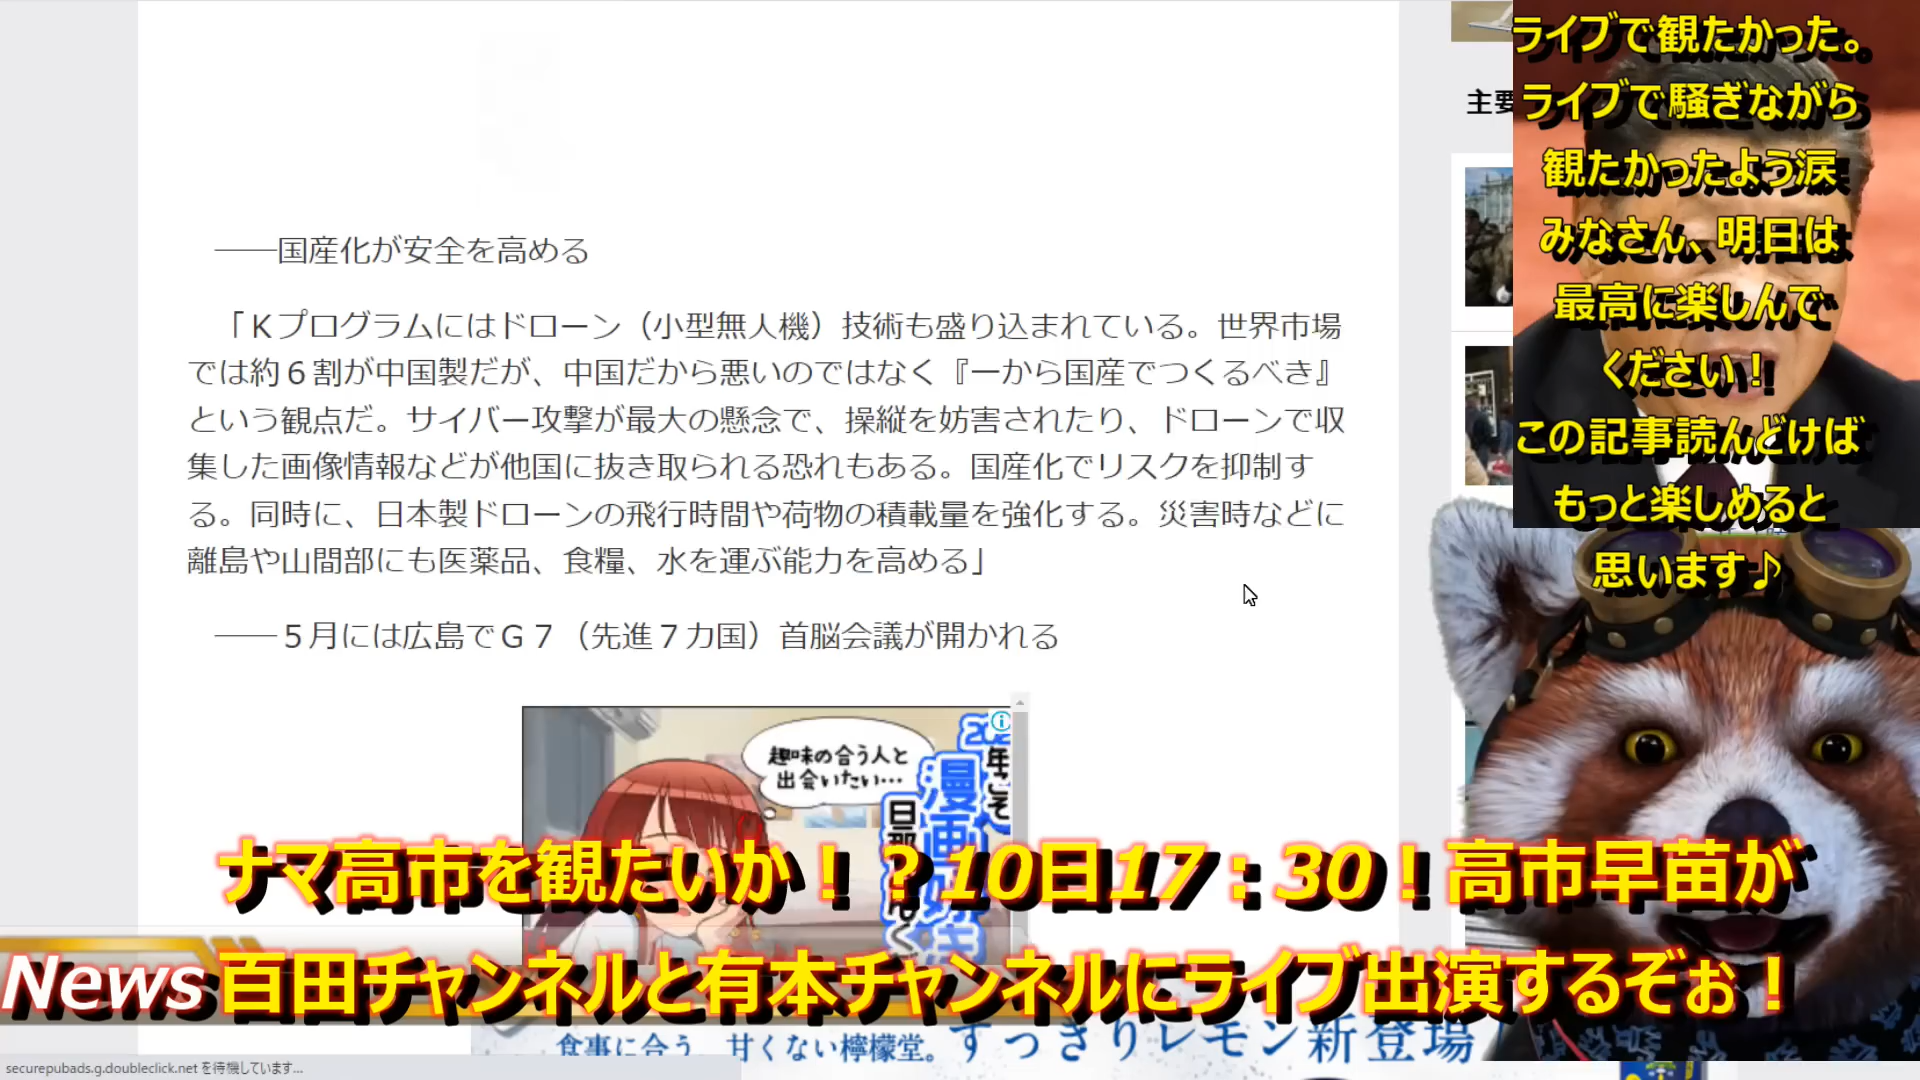 ――国産化が安全を高める
「Ｋプログラムにはドローン（小型無人機）技術も盛り込まれている。世界市場
では約６割が中国製だが、中国だから悪いのではなく『一から国産でつくるべき』
という観点だ。サイバー攻撃が最大の懸念で、操縦を妨害されたり、ドローンで収
集した画像情報などが他国に抜き取られる恐れもある。国産化でリスクを抑制す
る。同時に、日本製ドローンの飛行時間や荷物の積載量を強化する。災害時などに
離島や山間部にも医薬品、食糧、水を運ぶ能力を高める」
――５月には広島でＧ７（先進７カ国）首脳会議が開かれる
主要
ライブで観たかった。
ライブで騒ぎながら
観たかったよう涙
みなさん、明日は
最高に楽しんで
ください！
この記事読んどけば
もっと楽しめると
思います♪
趣味の合う人と
出会いたい…
年こそ
漫画好き
ナマ高市を観たいか！？10日17：30！高市早苗が
News
百田チャンネルと有本チャンネルにライブ出演するぞぉ！
食事に合う、甘くない檸檬堂。すっきりレモン新登場
securepubads.g.doubleclick.net を待機しています...